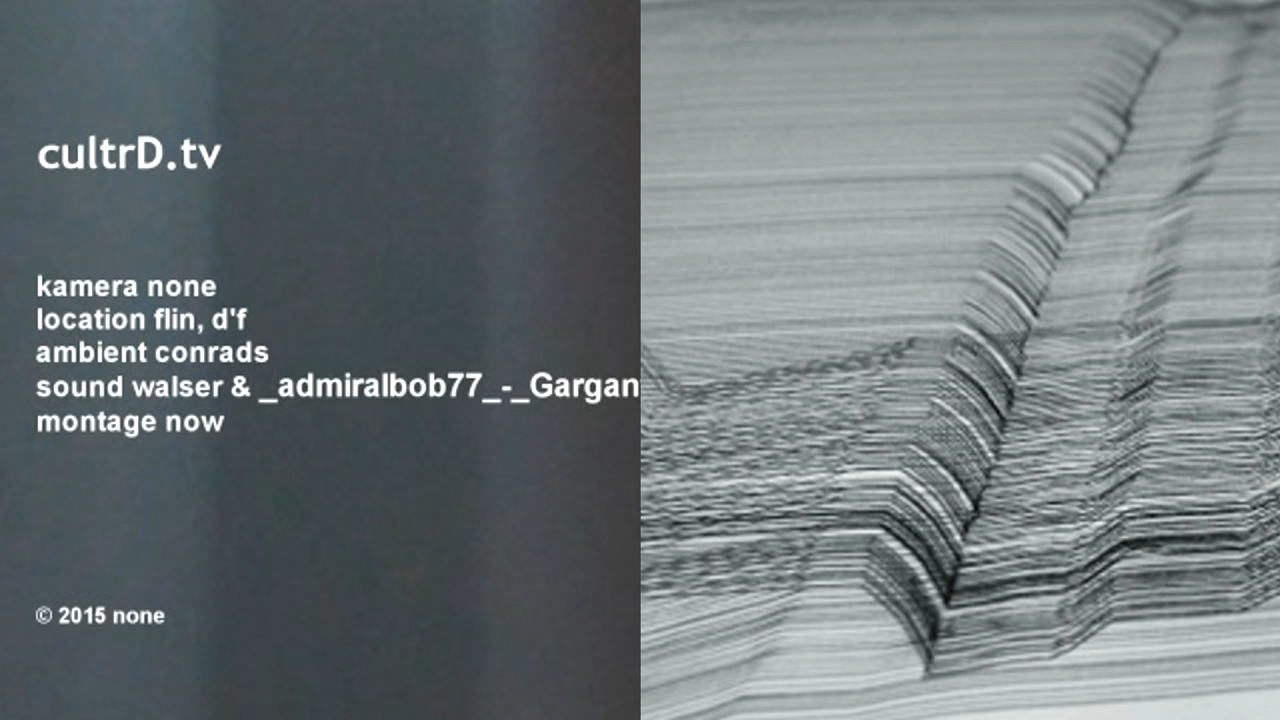 cultrD.tv
kamera none
location flin, d'f
ambient conrads
sound walser & _admiralbob77_-_Gargan
montage now
© 2015 none